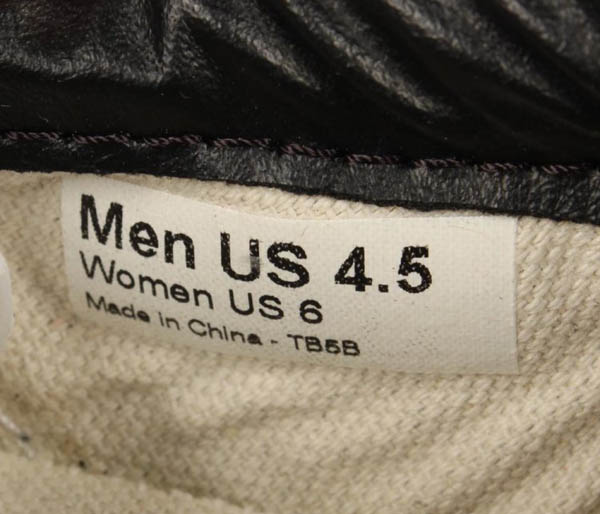 Men US 4.5
Women US 6
Made in China - TB5B